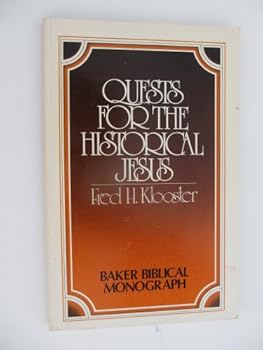 QUESTS
FOR THE
HISTORICAL
JESUS
Fred H. Klooster
BAKER BIBLICAL
MONOGRAPH